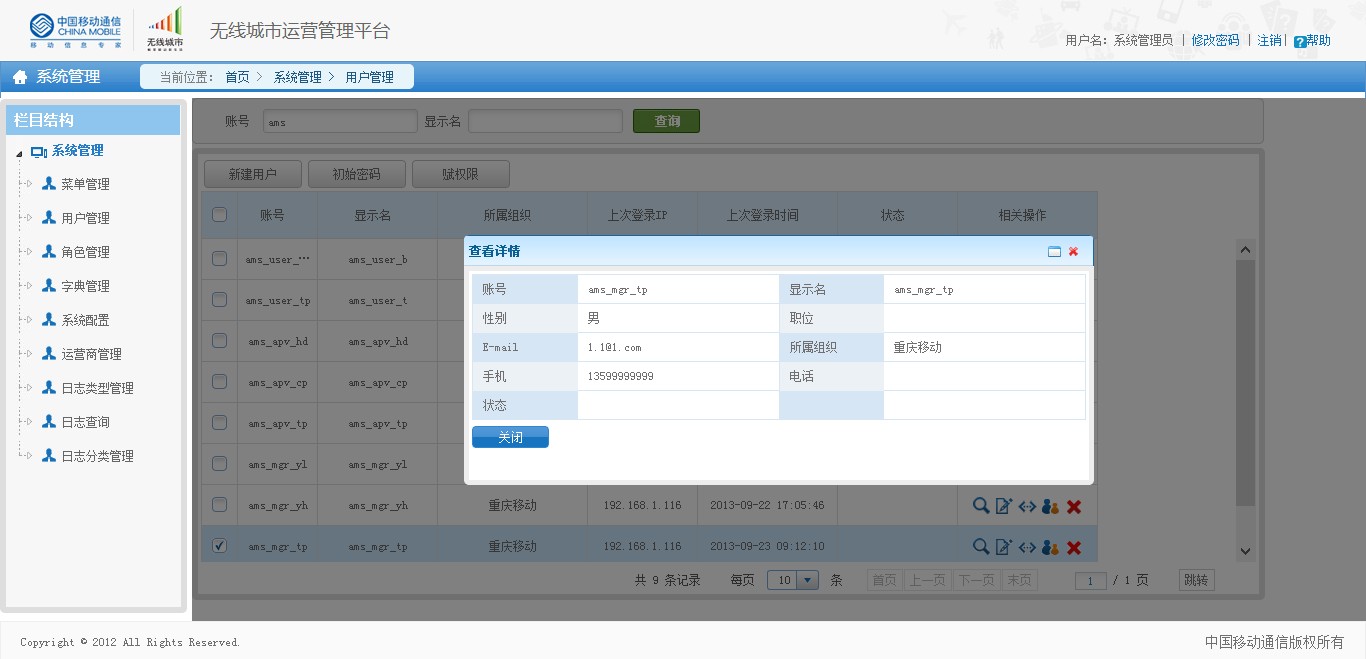 中国移动通信
CHINA MOBILE
移动信息专家
无线城市
无线城市运营管理平台
用户名: 系统管理员 | 修改密码 | 注销| 帮助
系统管理
当前位置: 首页 > 系统管理 > 用户管理
栏目结构
系统管理
菜单管理
用户管理
角色管理
字典管理
系统配置
运营商管理
日志类型管理
日志查询
日志分类管理
账号 ams 显示名 查询
新建用户 初始密码 赋权限
账号 显示名 所属组织 上次登录IP 上次登录时间 状态 相关操作
ams_user_··· ams_user_b
ams_user_tp ams_user_t
ams_apv_hd ams_apv_hd
ams_apv_cp ams_apv_cp
ams_apv_tp ams_apv_tp
ams_mgr_yl ams_mgr_yl
ams_mgr_yh ams_mgr_yh 重庆移动 192.168.1.116 2013-09-22 17:05:46
ams_mgr_tp ams_mgr_tp 重庆移动 192.168.1.116 2013-09-23 09:12:10
查看详情
账号 ams_mgr_tp 显示名 ams_mgr_tp
性别 男 职位
E-mail 1.1@1.com 所属组织 重庆移动
手机 13599999999 电话
状态
关闭
共 9 条记录 每页 10 条 首页 上一页 下一页 末页 1 / 1 页 跳转
Copyright © 2012 All Rights Reserved.
中国移动通信版权所有